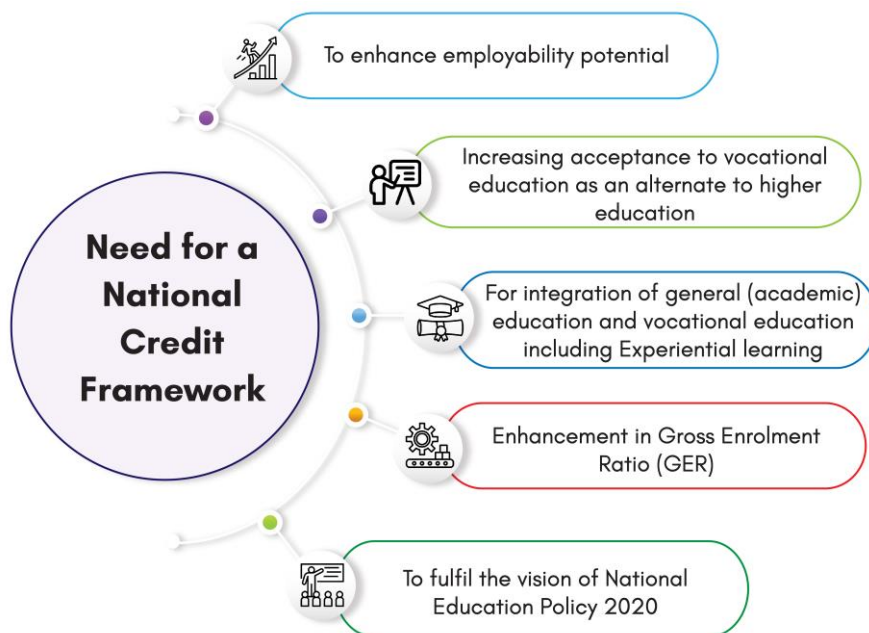 To enhance employability potential
Increasing acceptance to vocational
education as an alternate to higher
education
Need for a
National
Credit
Framework
For integration of general (academic)
education and vocational education
including Experiential learning
Enhancement in Gross Enrolment
Ratio (GER)
To fulfil the vision of National
Education Policy 2020